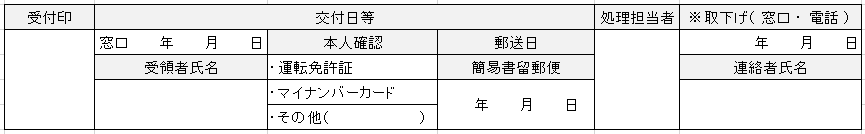 受付印 交付日等 処理担当者 ※取下げ( 窓口 ・ 電話 )
窓口 年 月 日 本人確認 郵送日 年 月 日
受領者氏名 ・運転免許証 簡易書留郵便 連絡者氏名
・マイナンバーカード
年 月 日
・その他( )